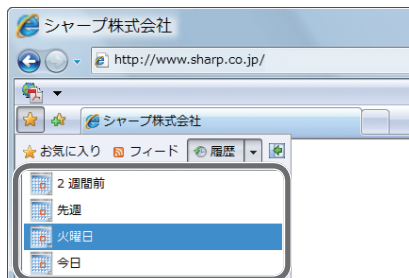 シャープ株式会社
http://www.sharp.co.jp/
シャープ株式会社
お気に入り フィード 履歴
2 週間前
先週
火曜日
今日